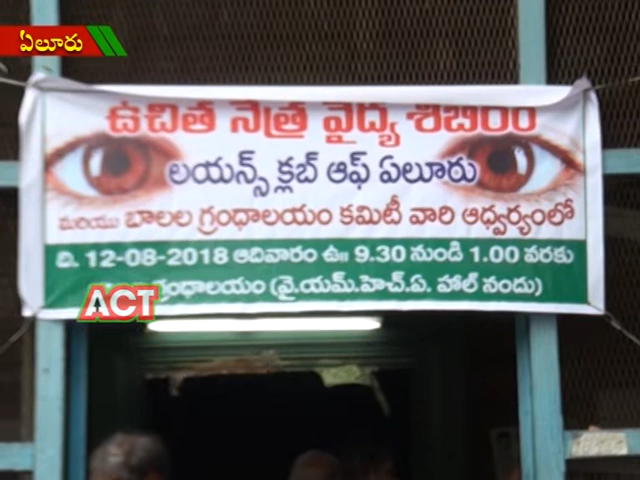 ఏలూరు
ఉచిత నేత్ర వైద్య శిబిరం
లయన్స్ క్లబ్ ఆఫ్ ఏలూరు
మరియు బాలల గ్రంధాలయం కమిటీ వారి ఆధ్వర్యంలో
ది. 12-08-2018 ఆదివారం ఉ॥ 9.30 నుండి 1.00 వరకు
ACT
గ్రంధాలయం (వై.యమ్.హెచ్.ఏ. హాల్ నందు)